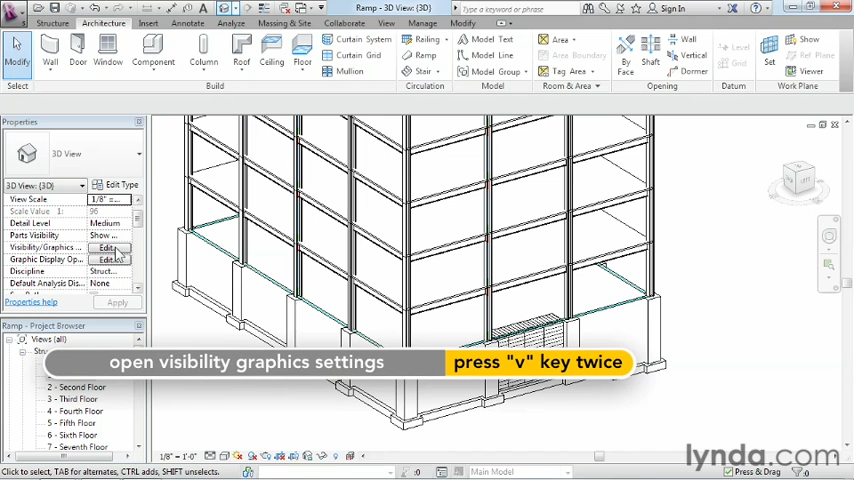 Ramp - 3D View: {3D}
Sign In
Structure Architecture Insert Annotate Analyze Massing & Site Collaborate View Manage Modify
Modify Wall Door Window Component Column Roof Ceiling Floor
Curtain System
Curtain Grid
Mullion
Railing
Ramp
Stair
Model Text
Model Line
Model Group
Area
Area Boundary
Tag Area
By Face
Shaft
Wall
Vertical
Dormer
Level
Grid
Set
Show
Ref Plane
Viewer
Select Build Circulation Model Room & Area Opening Datum Work Plane
Properties
3D View
3D View: {3D} Edit Type
View Scale 1/8" =...
Scale Value 1: 96
Detail Level Medium
Parts Visibility Show ...
Visibility/Graphics ... Edit...
Graphic Display Op... Edit...
Discipline Struct...
Default Analysis Dis... None
Properties help Apply
Ramp - Project Browser
Views (all)
open visibility graphics settings press "v" key twice
2 - Second Floor
3 - Third Floor
4 - Fourth Floor
5 - Fifth Floor
6 - Sixth Floor
7 - Seventh Floor
1/8" = 1'-0"
lynda.com
Click to select, TAB for alternates, CTRL adds, SHIFT unselects.
:0
Main Model
Press & Drag
:0
LEFT